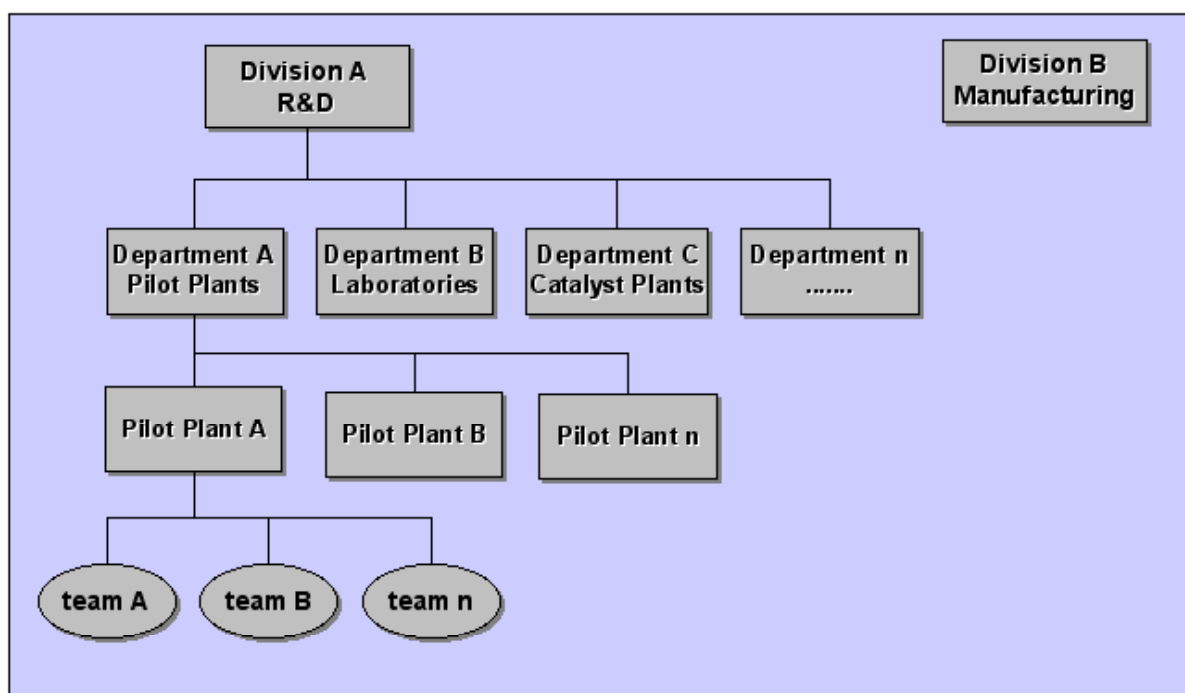 Division A
R&D
Division B
Manufacturing
Department A
Pilot Plants
Department B
Laboratories
Department C
Catalyst Plants
Department n
.......
Pilot Plant A
Pilot Plant B
Pilot Plant n
team A
team B
team n